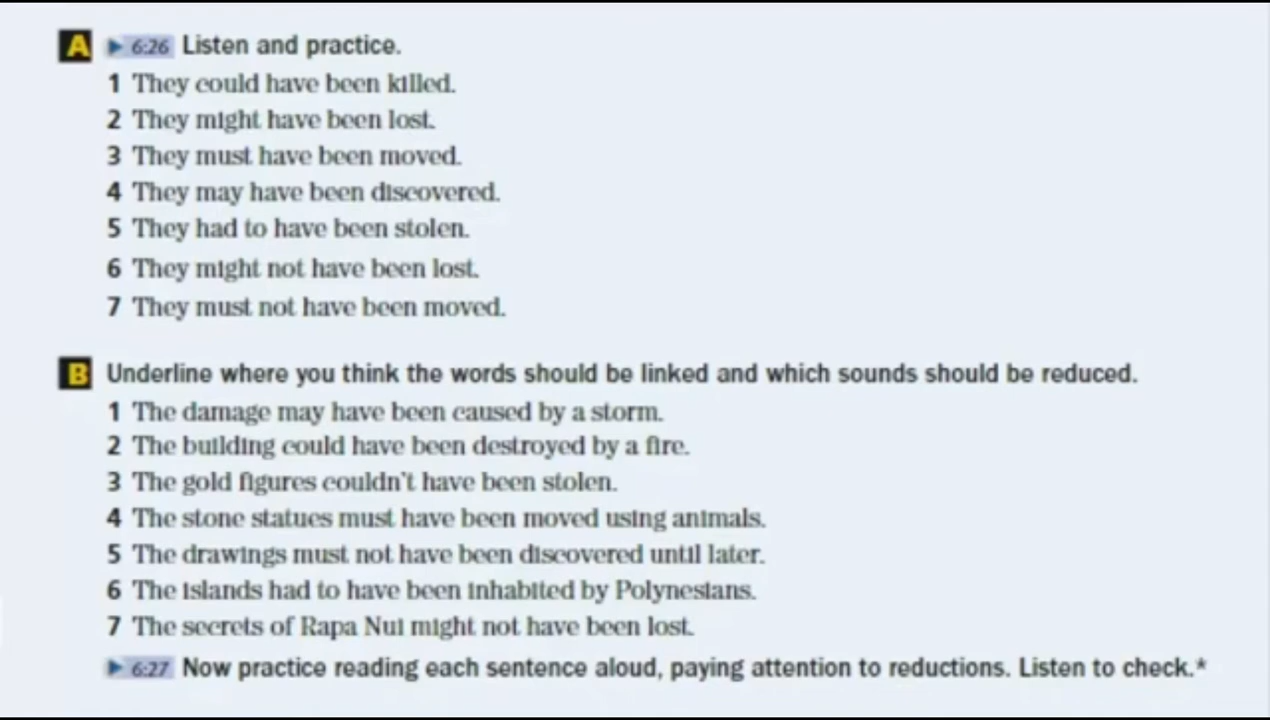 A ▶ 6:26 Listen and practice.
1 They could have been killed.
2 They might have been lost.
3 They must have been moved.
4 They may have been discovered.
5 They had to have been stolen.
6 They might not have been lost.
7 They must not have been moved.
B Underline where you think the words should be linked and which sounds should be reduced.
1 The damage may have been caused by a storm.
2 The building could have been destroyed by a fire.
3 The gold figures couldn't have been stolen.
4 The stone statues must have been moved using animals.
5 The drawings must not have been discovered until later.
6 The islands had to have been inhabited by Polynesians.
7 The secrets of Rapa Nui might not have been lost.
▶ 6:27 Now practice reading each sentence aloud, paying attention to reductions. Listen to check.*